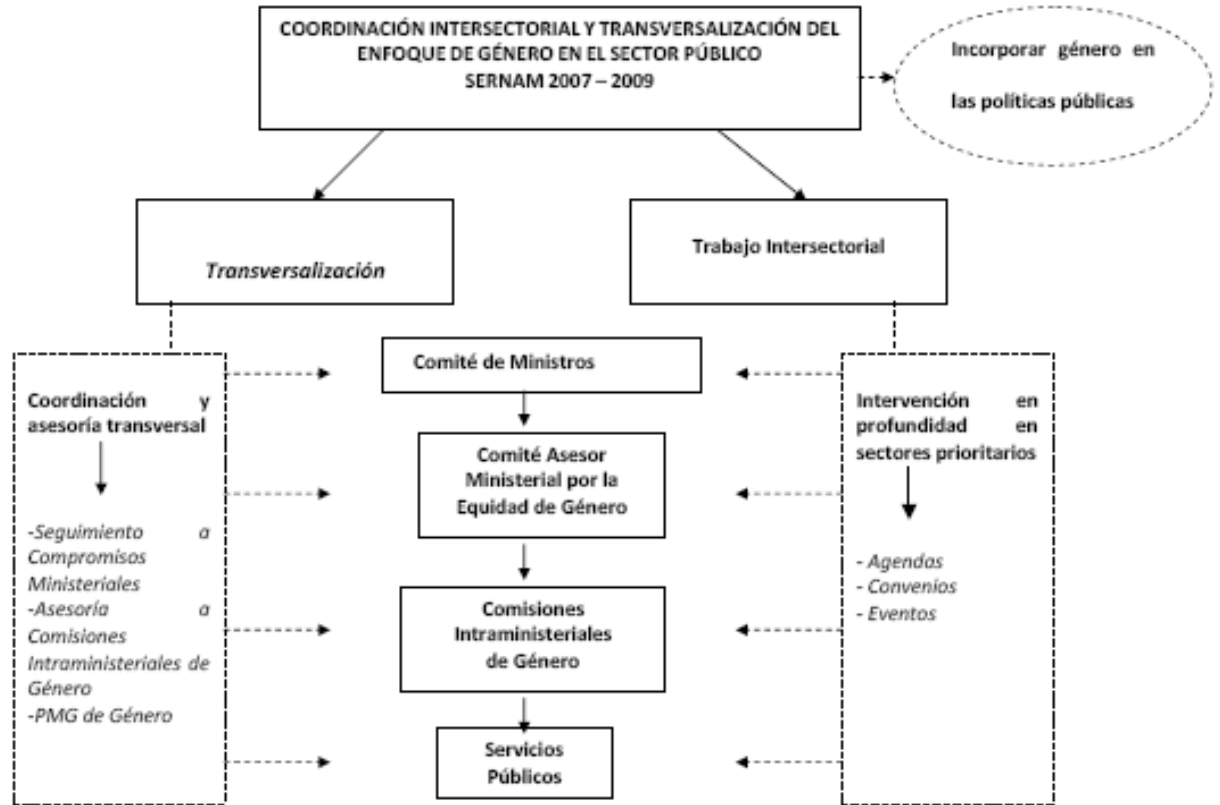 COORDINACIÓN INTERSECTORIAL Y TRANSVERSALIZACIÓN DEL
ENFOQUE DE GÉNERO EN EL SECTOR PÚBLICO
SERNAM 2007 – 2009
Incorporar género en
las políticas públicas
Transversalización
Trabajo Intersectorial
Coordinación y
asesoría transversal
-Seguimiento a
Compromisos
Ministeriales
-Asesoría a
Comisiones
Intraministeriales de
Género
-PMG de Género
Comité de Ministros
Comité Asesor
Ministerial por la
Equidad de Género
Comisiones
Intraministeriales
de Género
Servicios
Públicos
Intervención en
profundidad en
sectores prioritarios
- Agendas
- Convenios
- Eventos